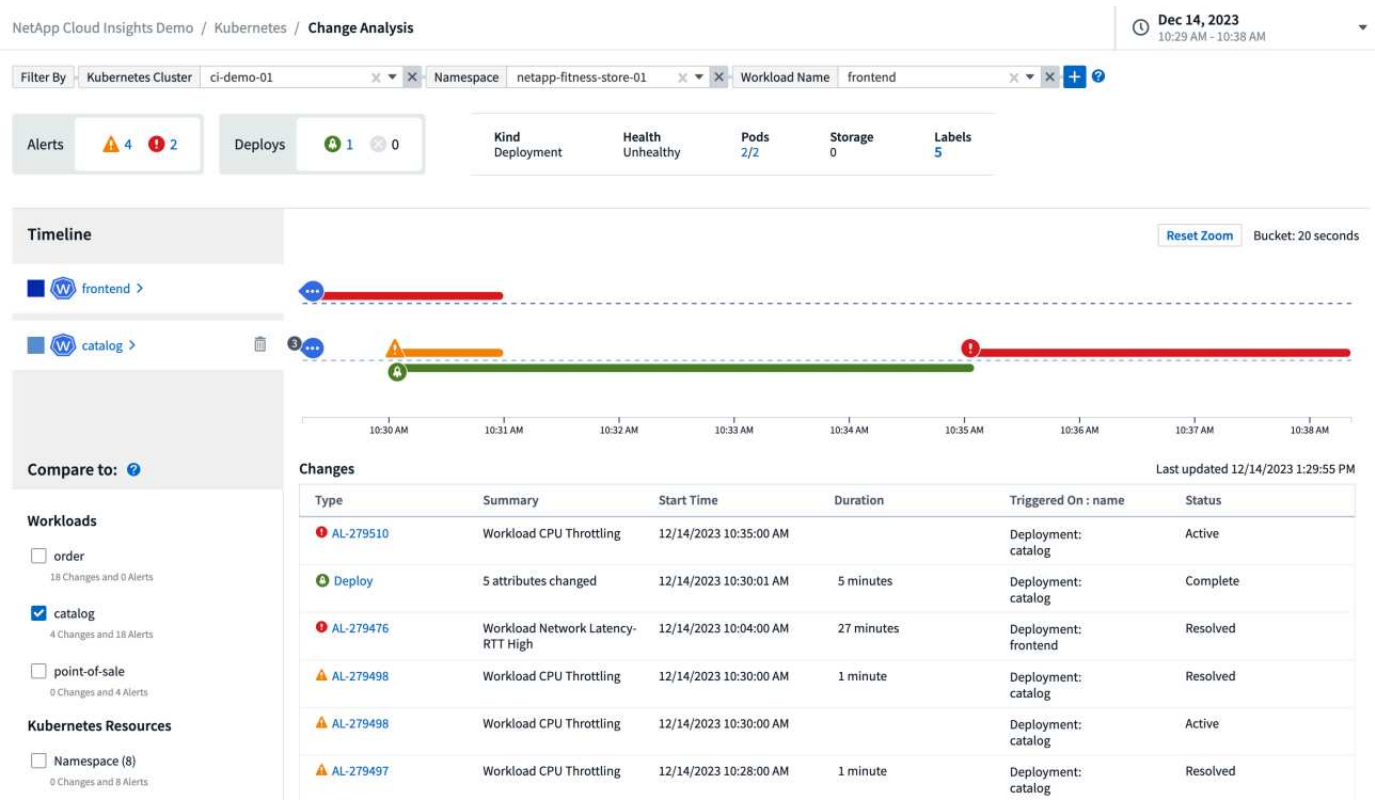 NetApp Cloud Insights Demo / Kubernetes / Change Analysis
Dec 14, 2023
10:29 AM - 10:38 AM
Filter By Kubernetes Cluster ci-demo-01 Namespace netapp-fitness-store-01 Workload Name frontend
Alerts 4 2 Deploys 1 0
Kind Health Pods Storage Labels
Deployment Unhealthy 2/2 0 5
Timeline
Reset Zoom Bucket: 20 seconds
W frontend >
W catalog > 3
10:30 AM 10:31 AM 10:32 AM 10:33 AM 10:34 AM 10:35 AM 10:36 AM 10:37 AM 10:38 AM
Compare to: ?
Workloads
order
18 Changes and 0 Alerts
catalog
4 Changes and 18 Alerts
point-of-sale
0 Changes and 4 Alerts
Kubernetes Resources
Namespace (8)
0 Changes and 8 Alerts
Changes Last updated 12/14/2023 1:29:55 PM
Type Summary Start Time Duration Triggered On : name Status
AL-279510 Workload CPU Throttling 12/14/2023 10:35:00 AM Deployment: Active
catalog
Deploy 5 attributes changed 12/14/2023 10:30:01 AM 5 minutes Deployment: Complete
catalog
AL-279476 Workload Network Latency- 12/14/2023 10:04:00 AM 27 minutes Deployment: Resolved
RTT High frontend
AL-279498 Workload CPU Throttling 12/14/2023 10:30:00 AM 1 minute Deployment: Resolved
catalog
AL-279498 Workload CPU Throttling 12/14/2023 10:30:00 AM Deployment: Active
catalog
AL-279497 Workload CPU Throttling 12/14/2023 10:28:00 AM 1 minute Deployment: Resolved
catalog